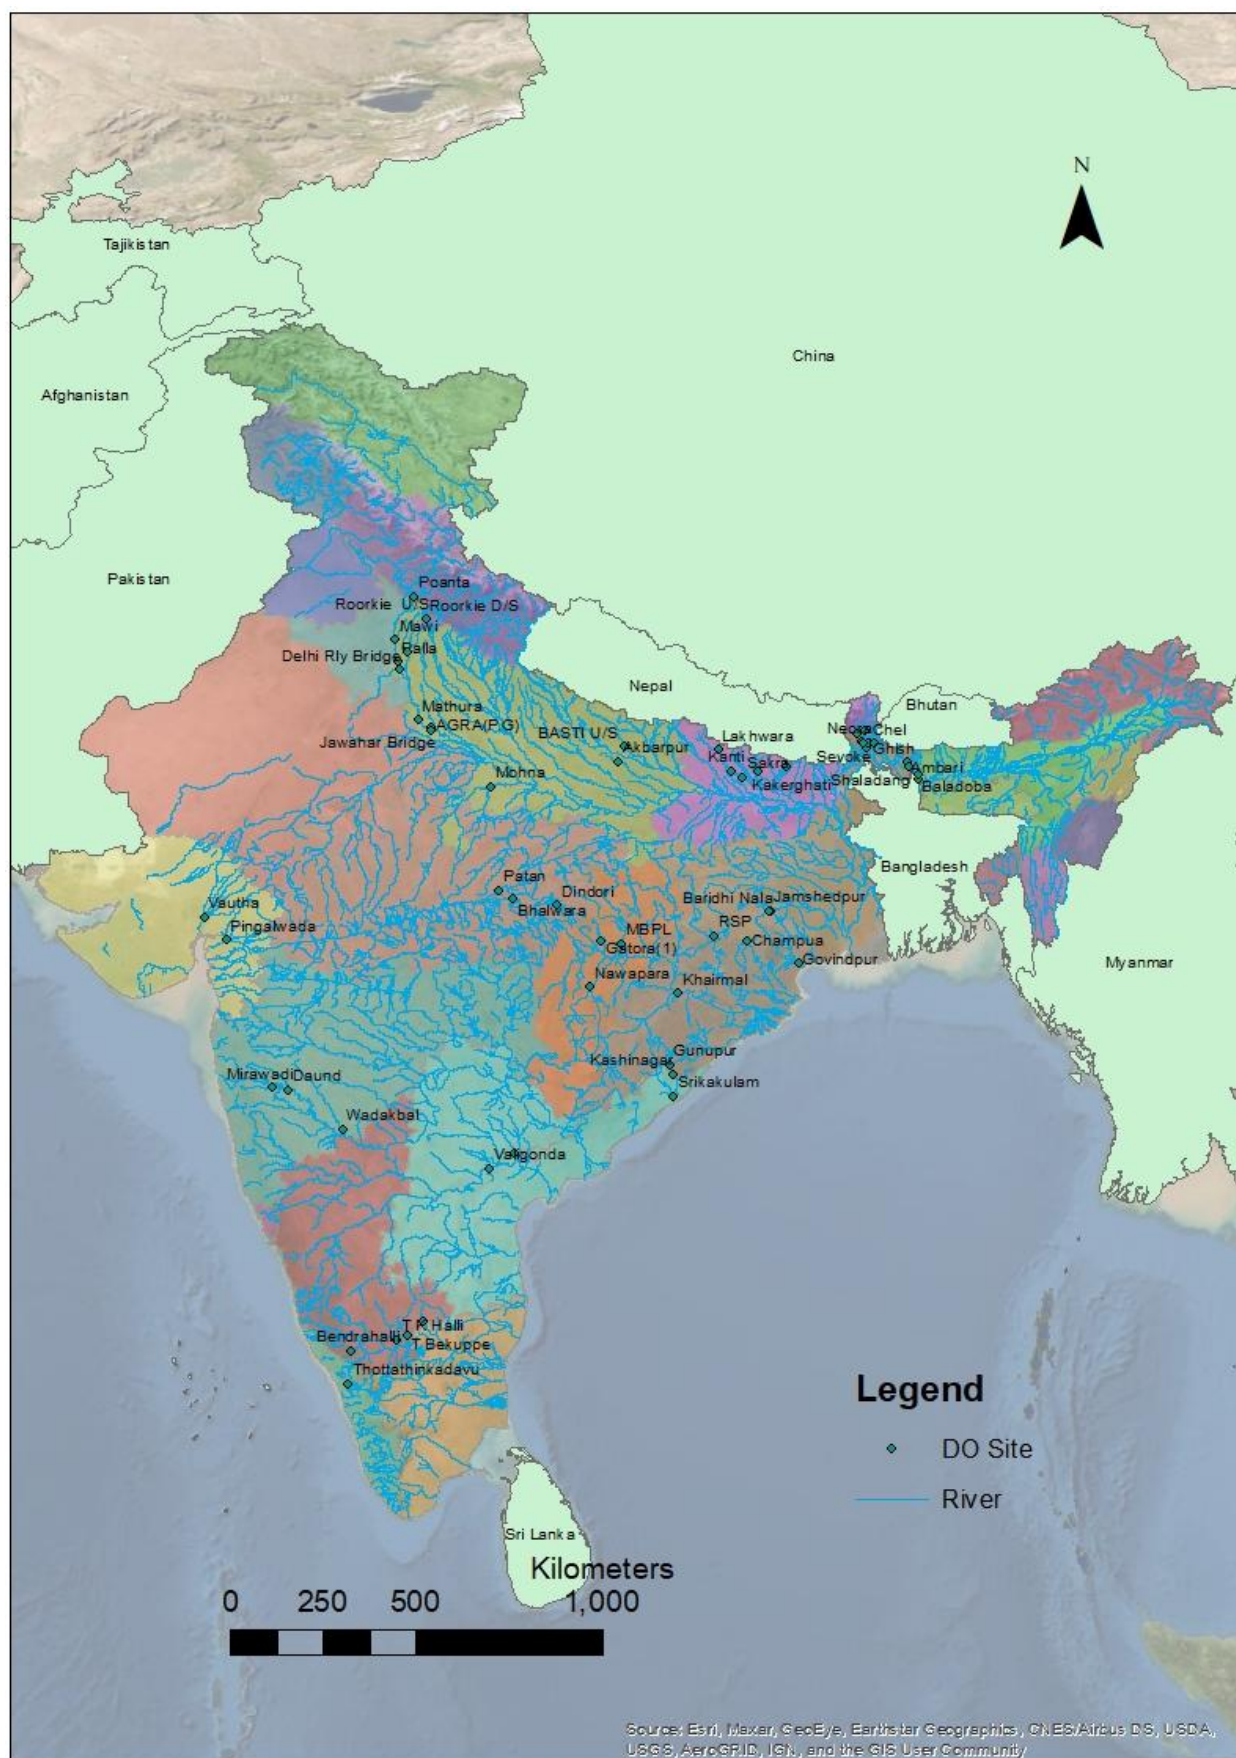 N
Tajikistan
China
Afghanistan
Pakistan
Poanta
Roorkie U/S
Roorkie D/S
Mawi
Palla
Delhi Rly Bridge
Nepal
Bhutan
Mathura
AGRA(P.G)
Jawahar Bridge
BASTI U/S
Akbarpur
Lakhwara
Neora
Chel
Kanti
Sakra
Sevoke
Ghish
Ambari
Mohna
Kakerghati
Shaladang
Baladoba
Bangladesh
Patan
Dindori
Baridhi Nala
Jamshedpur
Vautha
Bhalwara
Pingalwada
MBPL
RSP
Gatora(1)
Champua
Govindpur
Myanmar
Nawapara
Khairmal
Gunupur
Kashinagar
Mirawadi
Daund
Srikakulam
Wadakbal
Valigonda
T K Halli
Bendrahalli
T Bekuppe
Thottathinkadavu
Legend
DO Site
River
Sri Lanka
Kilometers
0 250 500 1,000
Source: Esri, Maxar, GeoEye, Earthstar Geographics, CNES/Airbus DS, USDA,
USGS, AeroGRID, IGN, and the GIS User Community